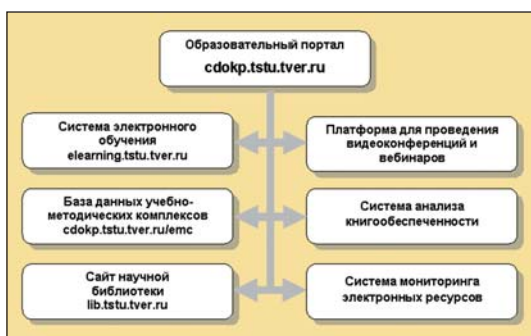 Образовательный портал
cdokp.tstu.tver.ru
Система электронного
обучения
elearning.tstu.tver.ru
Платформа для проведения
видеоконференций и
вебинаров
База данных учебно-
методических комплексов
cdokp.tstu.tver.ru/emc
Система анализа
книгообеспеченности
Сайт научной
библиотеки
lib.tstu.tver.ru
Система мониторинга
электронных ресурсов